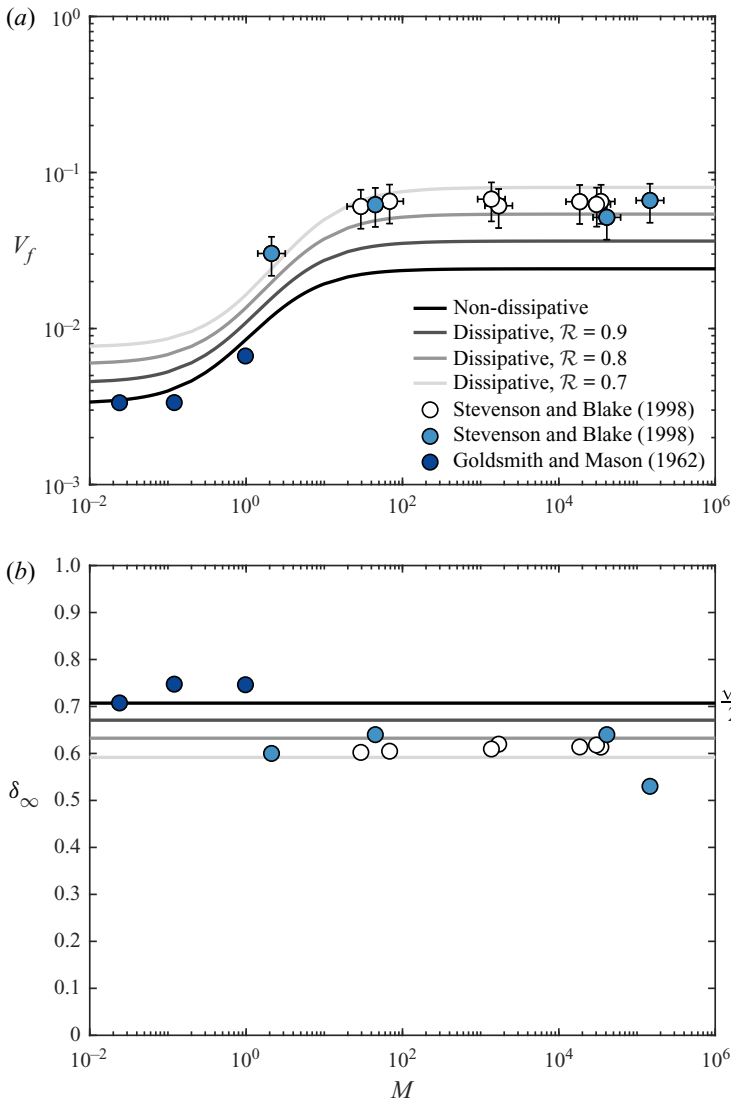 (a)
10^0
10^−1
V_f
10^−2
10^−3
Non-dissipative
Dissipative, ℛ = 0.9
Dissipative, ℛ = 0.8
Dissipative, ℛ = 0.7
Stevenson and Blake (1998)
Stevenson and Blake (1998)
Goldsmith and Mason (1962)
10^−2 10^0 10^2 10^4 10^6
(b)
1.0
0.9
0.8
0.7
0.6
δ_∞
0.5
0.4
0.3
0.2
0.1
0
10^−2 10^0 10^2 10^4 10^6
M